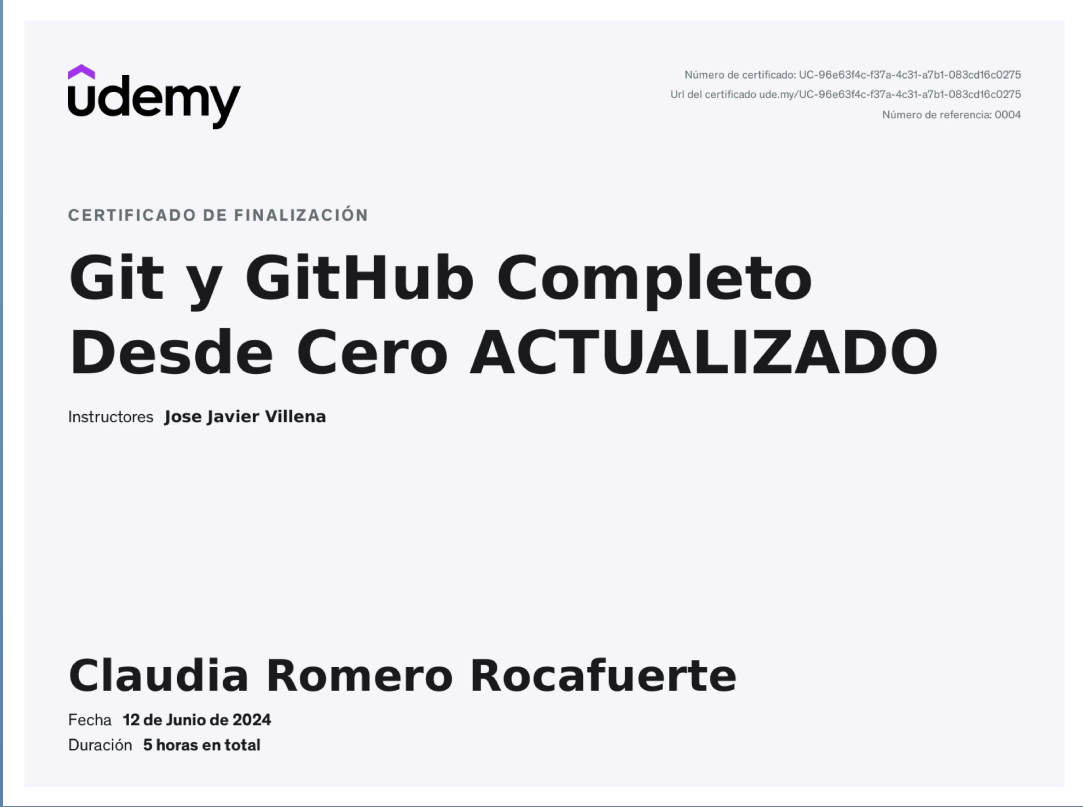 udemy
Número de certificado: UC-96e63f4c-f37a-4c31-a7b1-083cd16c0275
Url del certificado ude.my/UC-96e63f4c-f37a-4c31-a7b1-083cd16c0275
Número de referencia: 0004
CERTIFICADO DE FINALIZACIÓN
Git y GitHub Completo
Desde Cero ACTUALIZADO
Instructores Jose Javier Villena
Claudia Romero Rocafuerte
Fecha 12 de Junio de 2024
Duración 5 horas en total